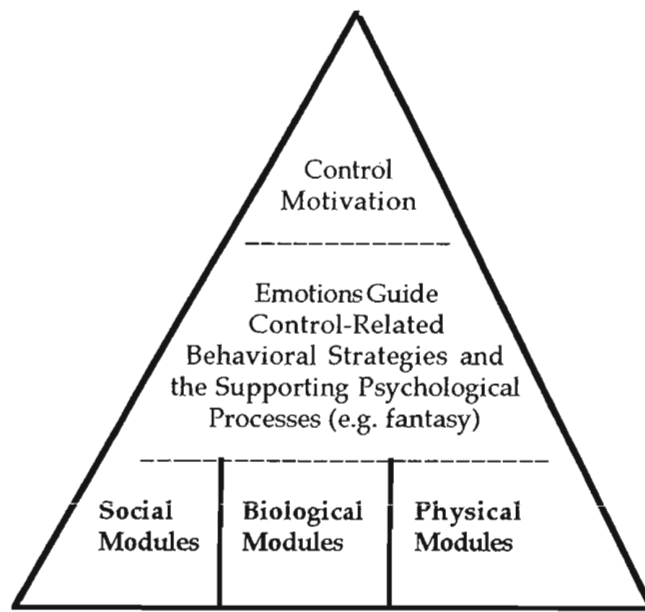 Control
Motivation
Emotions Guide
Control-Related
Behavioral Strategies and
the Supporting Psychological
Processes (e.g. fantasy)
Social
Modules
Biological
Modules
Physical
Modules